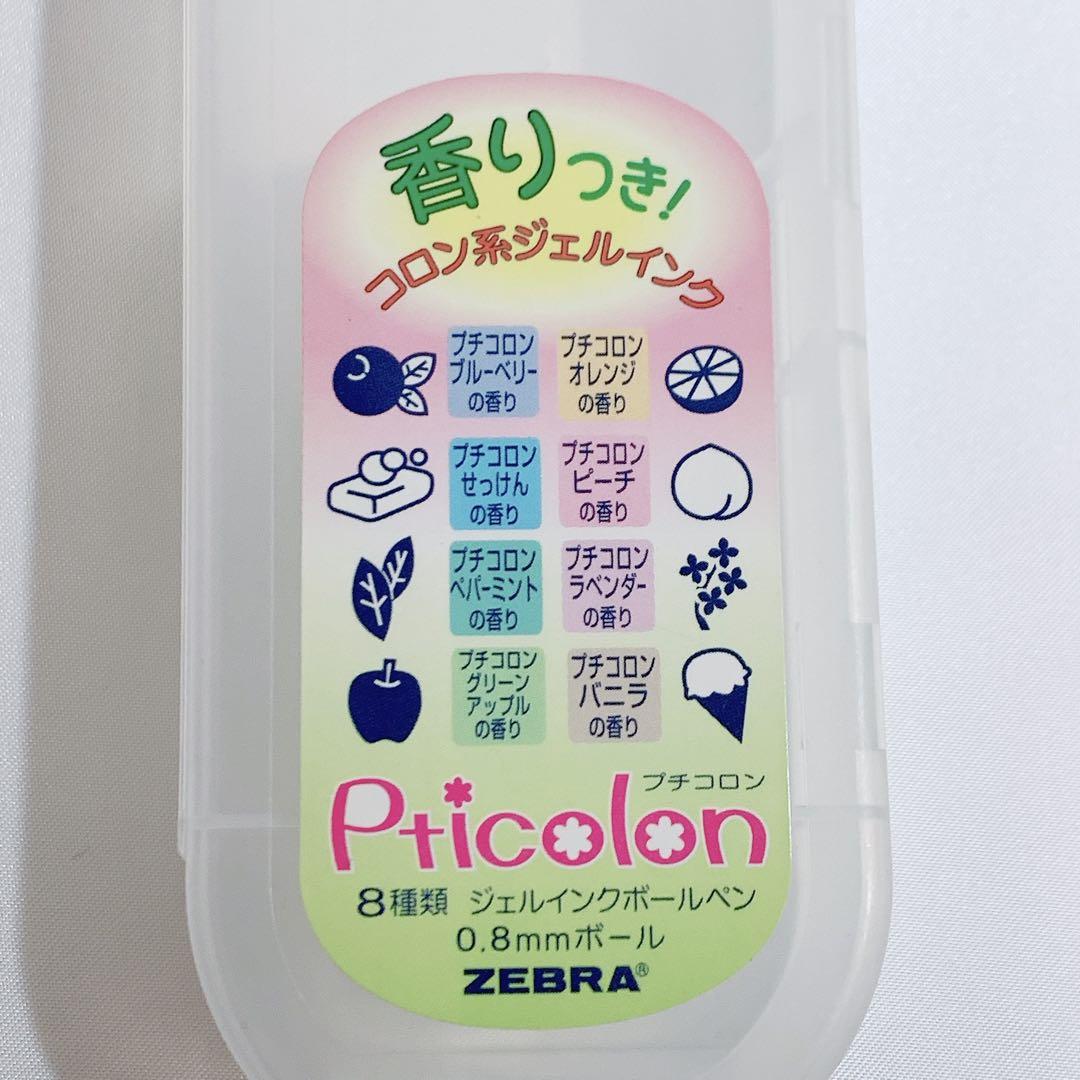 香りつき!
コロン系ジェルインク
プチコロン
ブルーベリー
の香り
プチコロン
オレンジ
の香り
プチコロン
せっけん
の香り
プチコロン
ピーチ
の香り
プチコロン
ペパーミント
の香り
プチコロン
ラベンダー
の香り
プチコロン
グリーン
アップル
の香り
プチコロン
バニラ
の香り
プチコロン
Pticolon
8種類 ジェルインクボールペン
0.8mmボール
ZEBRA®